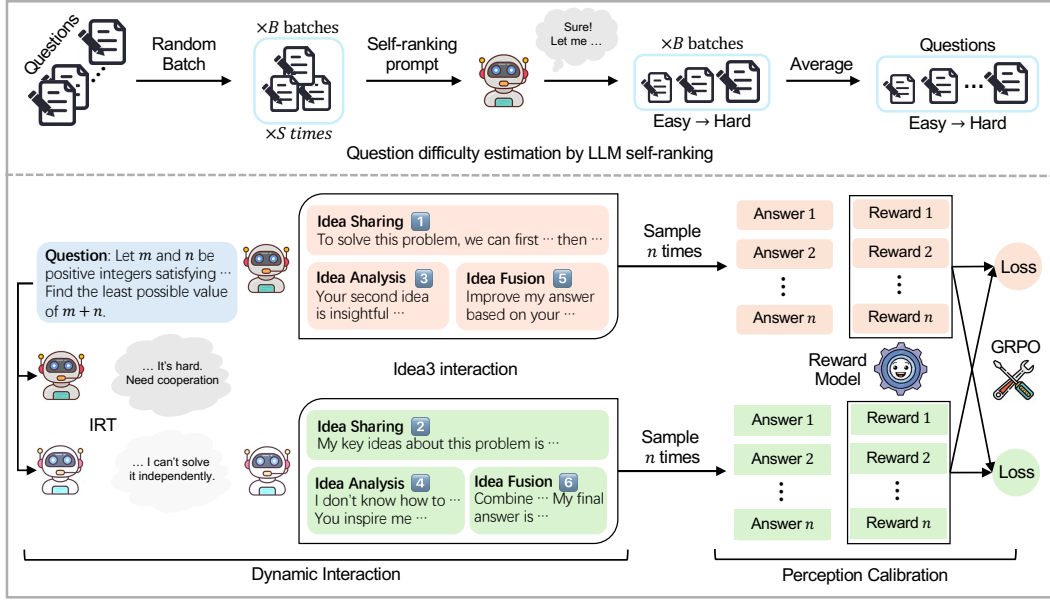 Questions
Random
Batch
×B batches
×S times
Self-ranking
prompt
Sure!
Let me …
×B batches
Easy → Hard
Average
Questions
Easy → Hard
Question difficulty estimation by LLM self-ranking
Question: Let m and n be
positive integers satisfying ···
Find the least possible value
of m + n.
… It's hard.
Need cooperation
IRT
… I can't solve
it independently.
Idea Sharing 1
To solve this problem, we can first ··· then ···
Idea Analysis 3
Your second idea
is insightful ···
Idea Fusion 5
Improve my answer
based on your ···
Idea3 interaction
Idea Sharing 2
My key ideas about this problem is ···
Idea Analysis 4
I don't know how to ···
You inspire me ···
Idea Fusion 6
Combine ··· My final
answer is ···
Dynamic Interaction
Sample
n times
Answer 1
Answer 2
Answer n
Reward 1
Reward 2
Reward n
Loss
Reward
Model
GRPO
Sample
n times
Answer 1
Answer 2
Answer n
Reward 1
Reward 2
Reward n
Loss
Perception Calibration